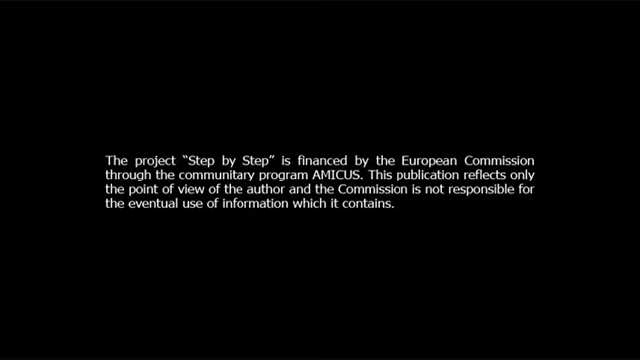 The project “Step by Step” is financed by the European Commission
through the communitary program AMICUS. This publication reflects only
the point of view of the author and the Commission is not responsible for
the eventual use of information which it contains.